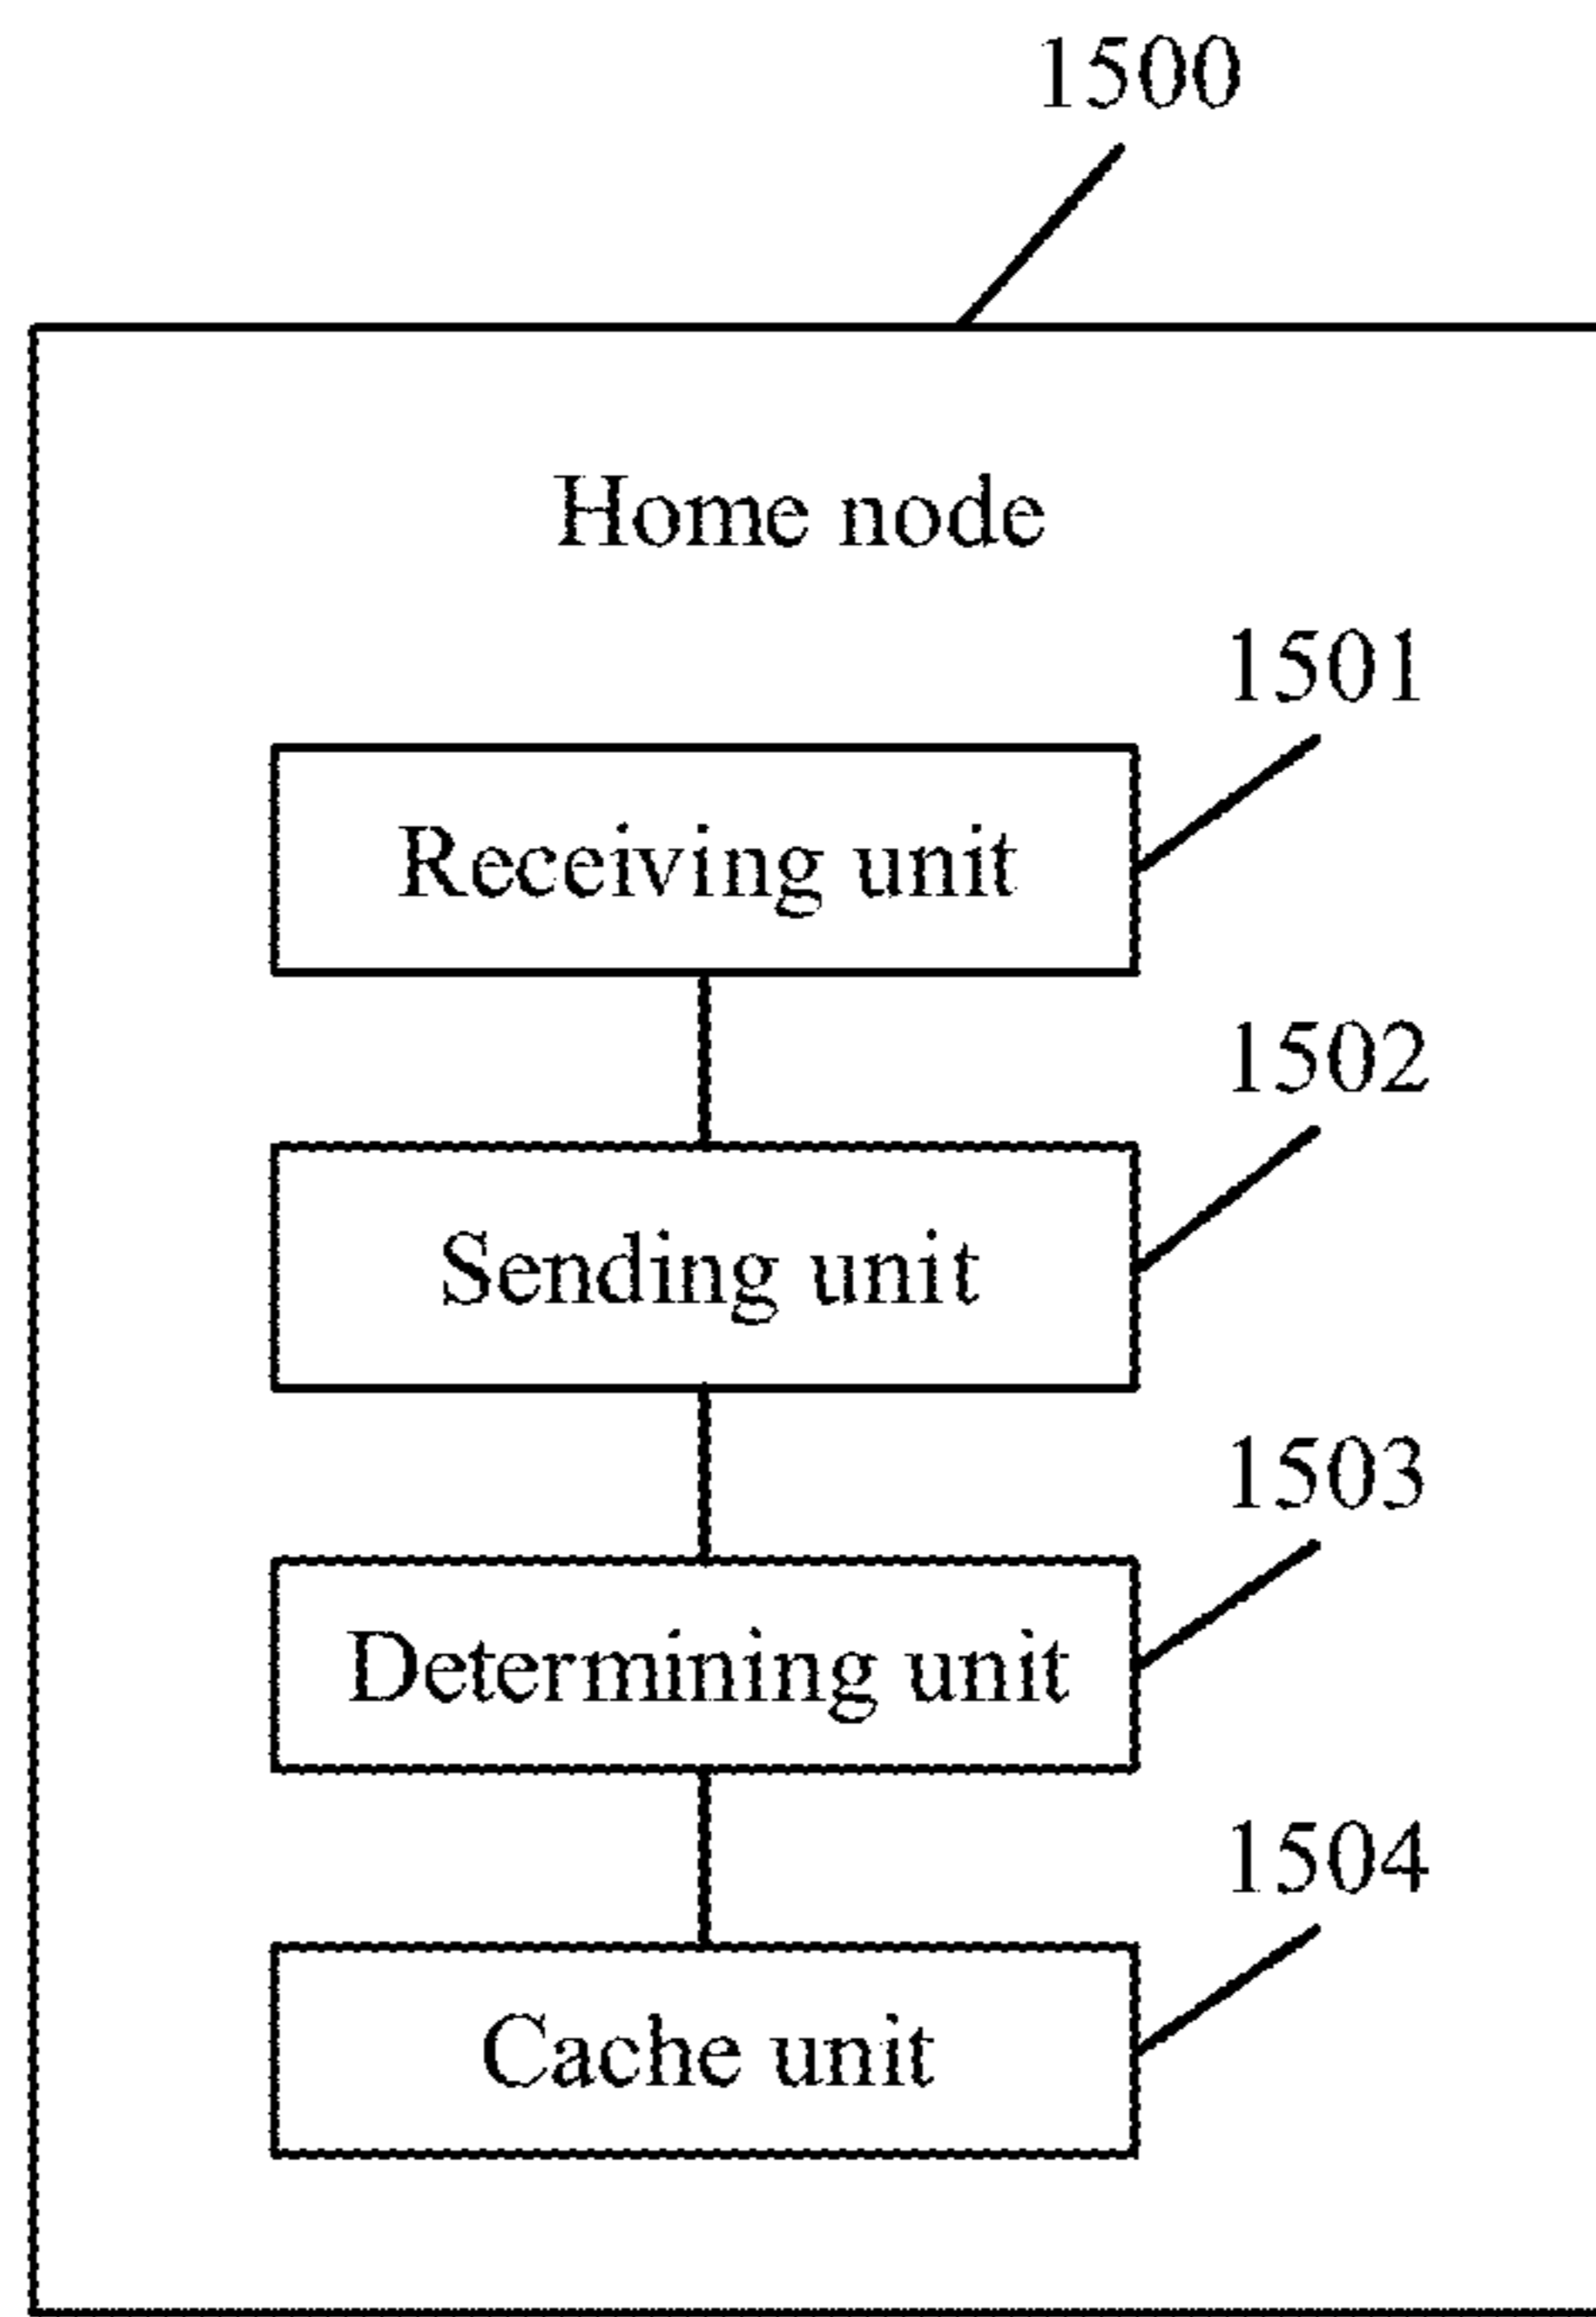 1500
Home node
1501
Receiving unit
1502
Sending unit
1503
Determining unit
1504
Cache unit